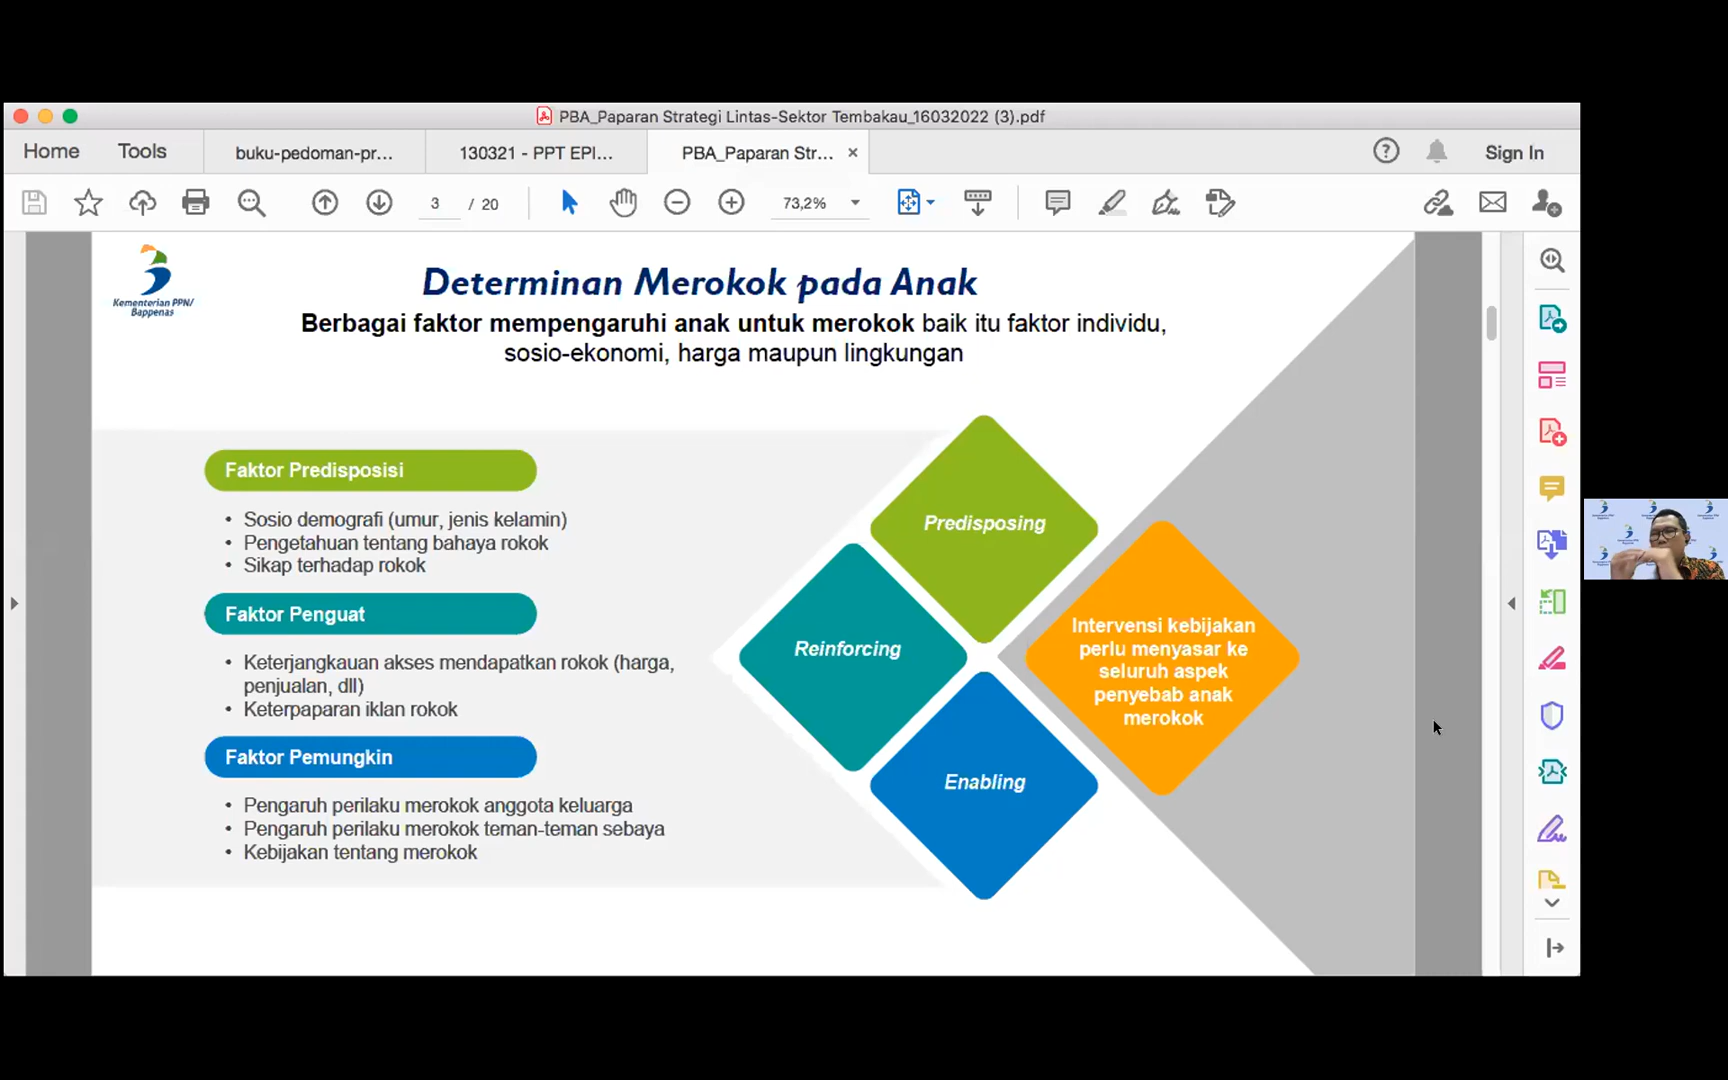 PBA_Paparan Strategi Lintas-Sektor Tembakau_16032022 (3).pdf
Home
Tools
buku-pedoman-pr...
130321 - PPT EPI...
PBA_Paparan Str...
Sign In
3 / 20
73,2%
Kementerian PPN/
Bappenas
Determinan Merokok pada Anak
Berbagai faktor mempengaruhi anak untuk merokok baik itu faktor individu,
sosio-ekonomi, harga maupun lingkungan
Faktor Predisposisi
• Sosio demografi (umur, jenis kelamin)
• Pengetahuan tentang bahaya rokok
• Sikap terhadap rokok
Faktor Penguat
• Keterjangkauan akses mendapatkan rokok (harga,
penjualan, dll)
• Keterpaparan iklan rokok
Faktor Pemungkin
• Pengaruh perilaku merokok anggota keluarga
• Pengaruh perilaku merokok teman-teman sebaya
• Kebijakan tentang merokok
Predisposing
Reinforcing
Enabling
Intervensi kebijakan
perlu menyasar ke
seluruh aspek
penyebab anak
merokok